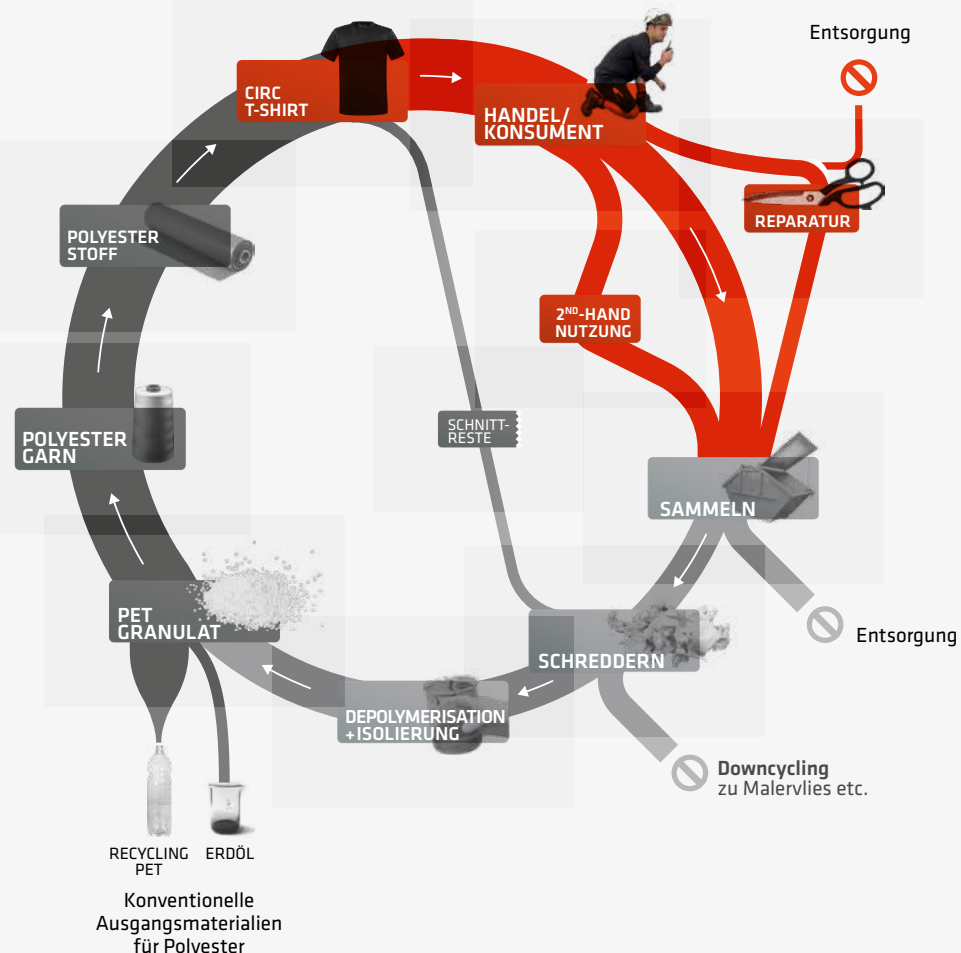 Entsorgung
CIRC
T-SHIRT
HANDEL/
KONSUMENT
REPARATUR
POLYESTER
STOFF
2ND-HAND
NUTZUNG
SCHNITT-
RESTE
POLYESTER
GARN
SAMMELN
Entsorgung
PET
GRANULAT
SCHREDDERN
DEPOLYMERISATION
+ISOLIERUNG
Downcycling
zu Malervlies etc.
RECYCLING
PET
ERDÖL
Konventionelle
Ausgangsmaterialien
für Polyester